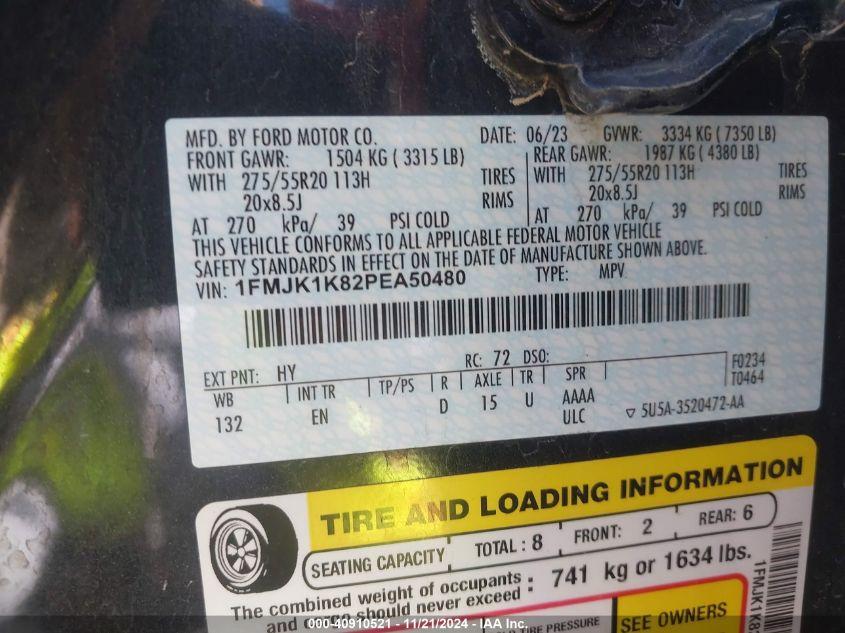 MFD. BY FORD MOTOR CO. DATE: 06/23 GVWR: 3334 KG (7350 LB)
FRONT GAWR: 1504 KG (3315 LB) REAR GAWR: 1987 KG (4380 LB)
WITH 275/55R20 113H TIRES WITH 275/55R20 113H TIRES
20x8.5J RIMS 20x8.5J RIMS
AT 270 kPa/ 39 PSI COLD AT 270 kPa/ 39 PSI COLD
THIS VEHICLE CONFORMS TO ALL APPLICABLE FEDERAL MOTOR VEHICLE
SAFETY STANDARDS IN EFFECT ON THE DATE OF MANUFACTURE SHOWN ABOVE.
VIN: 1FMJK1K82PEA50480 TYPE: MPV
EXT PNT: HY RC: 72 DSO: F0234
WB INT TR TP/PS R AXLE TR SPR T0464
132 EN D 15 U AAAA
ULC 5U5A-3520472-AA
TIRE AND LOADING INFORMATION
SEATING CAPACITY TOTAL : 8 FRONT: 2 REAR: 6
The combined weight of occupants : 741 kg or 1634 lbs.
and should never exceed
TIRE PRESSURE SEE OWNERS
1FMJK1K8
000-40910521 - 11/21/2024 - IAA Inc.